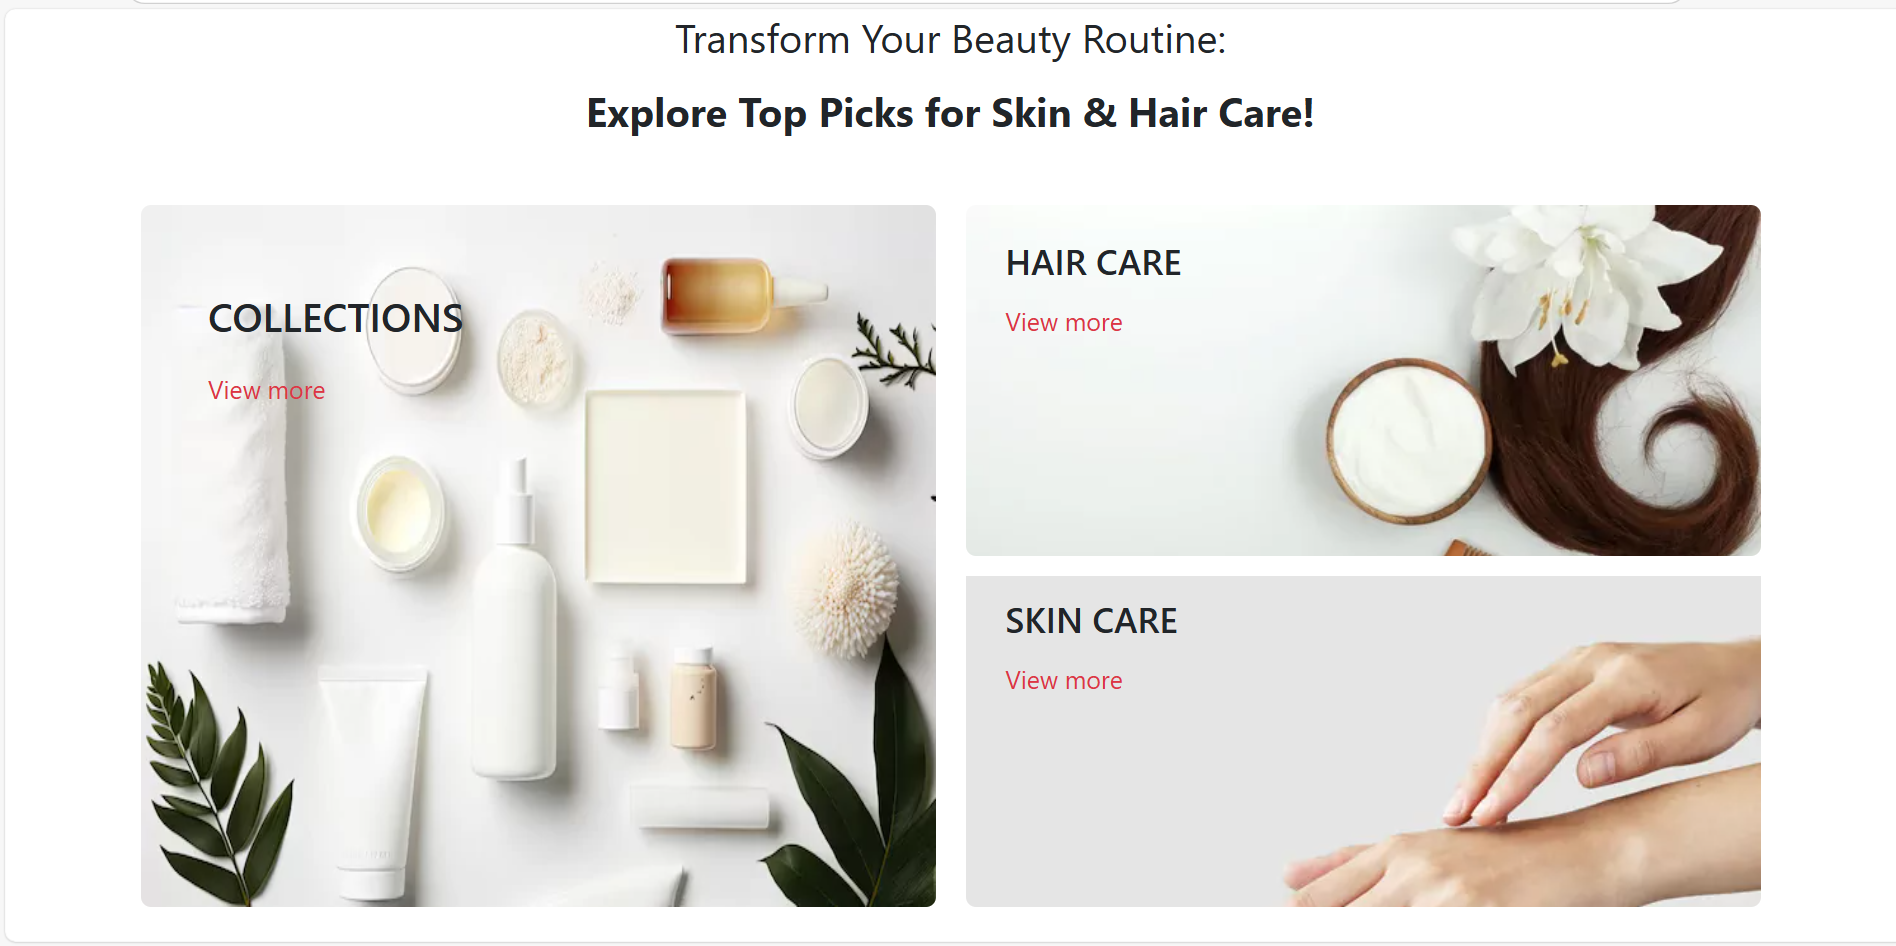 Transform Your Beauty Routine:
Explore Top Picks for Skin & Hair Care!
COLLECTIONS
View more
HAIR CARE
View more
SKIN CARE
View more